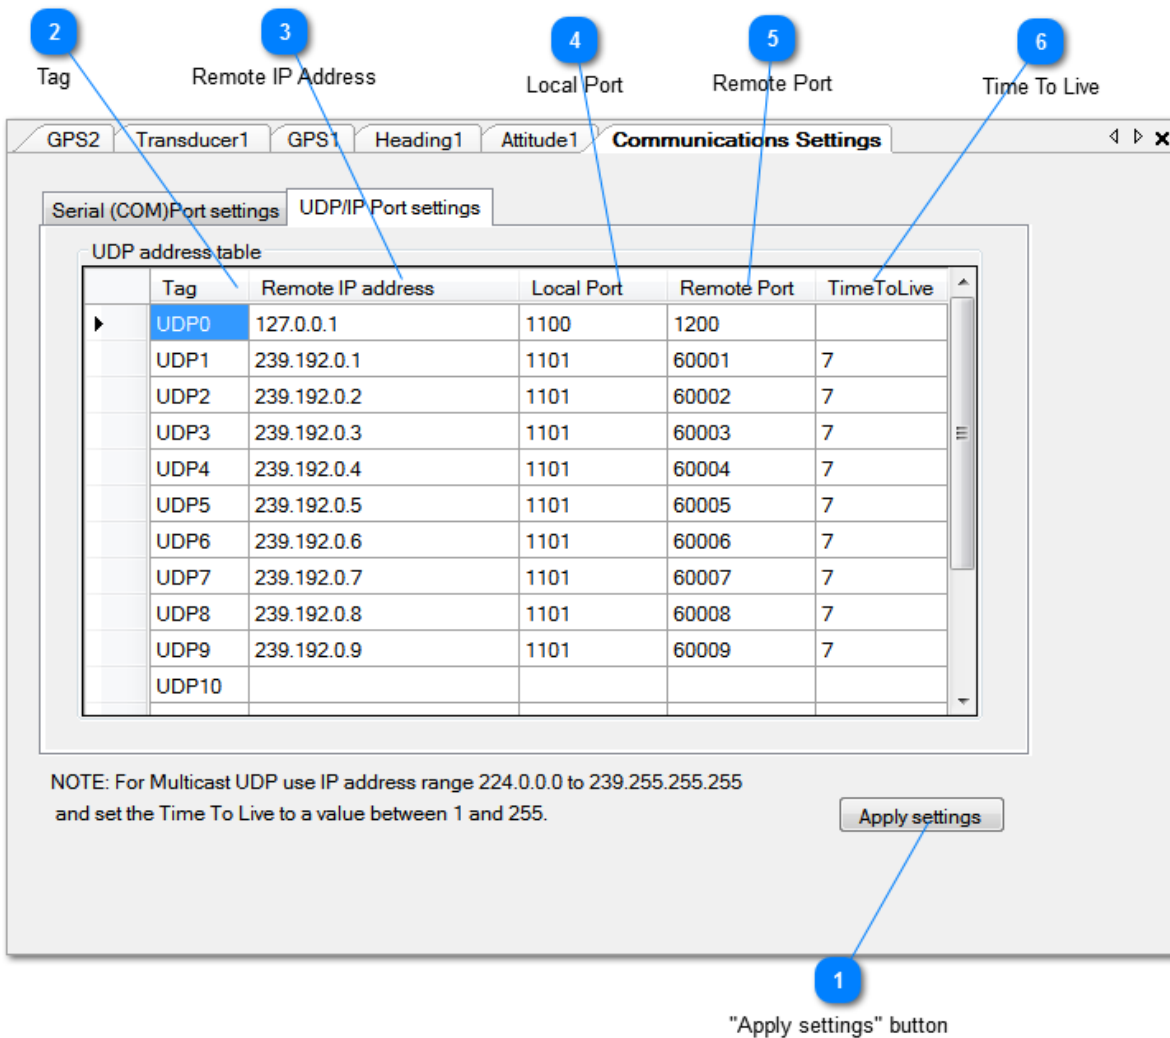 2 3 4 5 6
Tag Remote IP Address Local Port Remote Port Time To Live
GPS2 Transducer1 GPS1 Heading1 Attitude1 Communications Settings
Serial (COM)Port settings UDP/IP Port settings
UDP address table
Tag Remote IP address Local Port Remote Port TimeToLive
UDP0 127.0.0.1 1100 1200
UDP1 239.192.0.1 1101 60001 7
UDP2 239.192.0.2 1101 60002 7
UDP3 239.192.0.3 1101 60003 7
UDP4 239.192.0.4 1101 60004 7
UDP5 239.192.0.5 1101 60005 7
UDP6 239.192.0.6 1101 60006 7
UDP7 239.192.0.7 1101 60007 7
UDP8 239.192.0.8 1101 60008 7
UDP9 239.192.0.9 1101 60009 7
UDP10
NOTE: For Multicast UDP use IP address range 224.0.0.0 to 239.255.255.255
and set the Time To Live to a value between 1 and 255.
Apply settings
1
"Apply settings" button